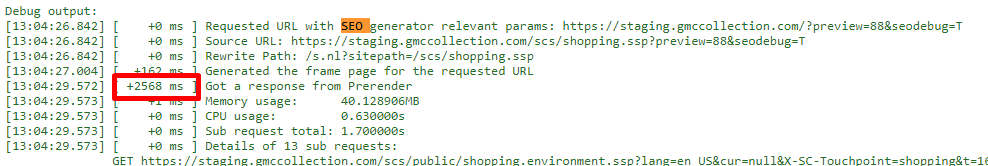 Debug output:
[13:04:26.842] [ +0 ms ] Requested URL with SEO generator relevant params: https://staging.gmccollection.com/?preview=88&seodebug=T
[13:04:26.842] [ +0 ms ] Source URL: https://staging.gmccollection.com/scs/shopping.ssp?preview=88&seodebug=T
[13:04:26.842] [ +0 ms ] Rewrite Path: /s.nl?sitepath=/scs/shopping.ssp
[13:04:27.004] [ +162 ms ] Generated the frame page for the requested URL
[13:04:29.572] [ +2568 ms ] Got a response from Prerender
[13:04:29.573] [ +1 ms ] Memory usage: 40.128906MB
[13:04:29.573] [ +0 ms ] CPU usage: 0.630000s
[13:04:29.573] [ +0 ms ] Sub request total: 1.700000s
[13:04:29.573] [ +0 ms ] Details of 13 sub requests:
GET https://staging.gmccollection.com/scs/public/shopping.environment.ssp?lang=en_US&cur=null&X-SC-Touchpoint=shopping&t=16